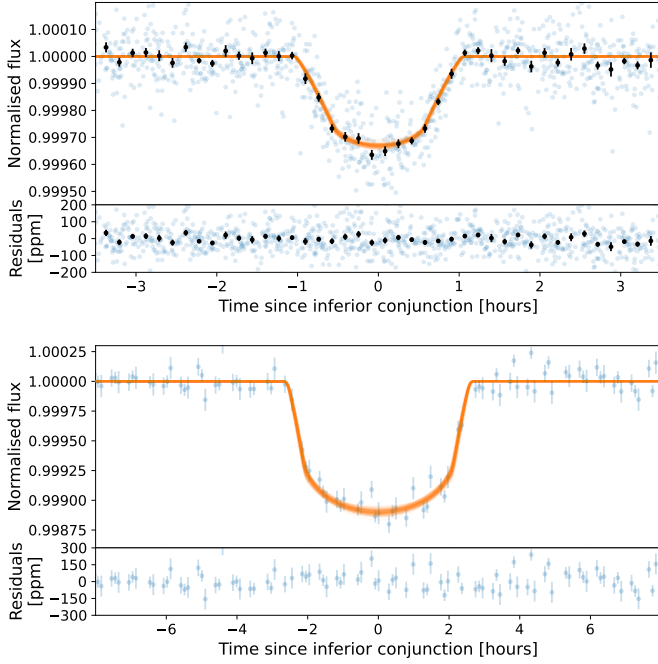 1.00010
1.00000
0.99990
0.99980
0.99970
0.99960
0.99950
Normalised flux
200
100
0
−100
−200
Residuals
[ppm]
−3 −2 −1 0 1 2 3
Time since inferior conjunction [hours]
1.00025
1.00000
0.99975
0.99950
0.99925
0.99900
0.99875
Normalised flux
300
150
0
−150
−300
Residuals
[ppm]
−6 −4 −2 0 2 4 6
Time since inferior conjunction [hours]